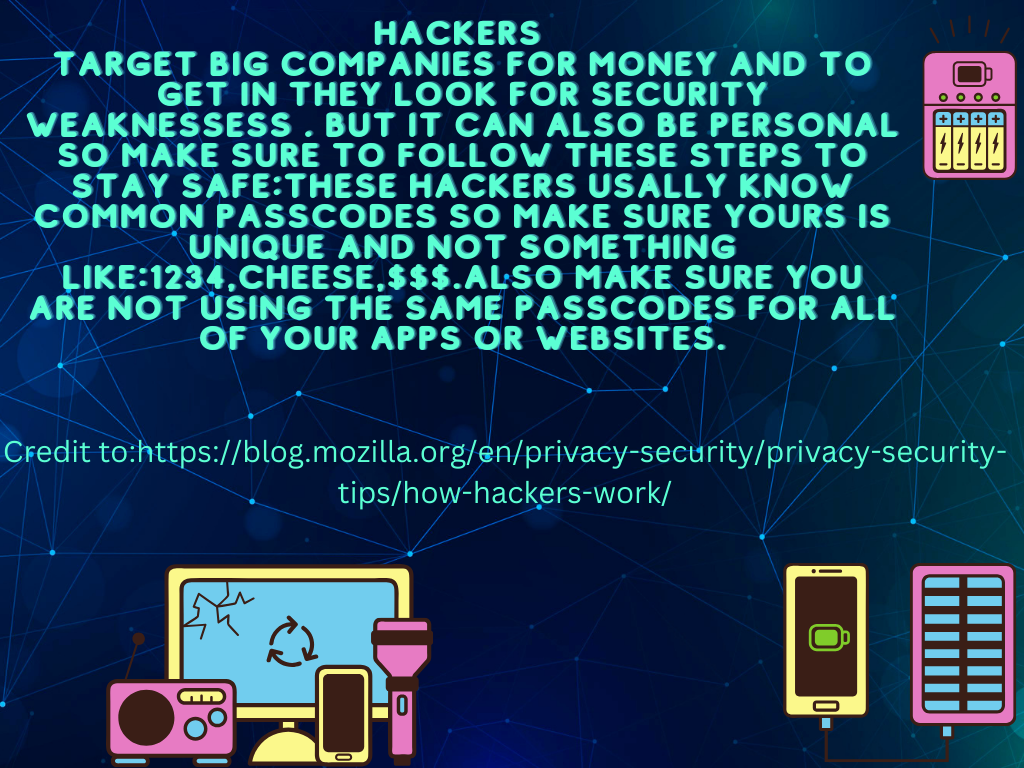 HACKERS
TARGET BIG COMPANIES FOR MONEY AND TO
GET IN THEY LOOK FOR SECURITY
WEAKNESSESS . BUT IT CAN ALSO BE PERSONAL
SO MAKE SURE TO FOLLOW THESE STEPS TO
STAY SAFE:THESE HACKERS USALLY KNOW
COMMON PASSCODES SO MAKE SURE YOURS IS
UNIQUE AND NOT SOMETHING
LIKE:1234,CHEESE,$$$.ALSO MAKE SURE YOU
ARE NOT USING THE SAME PASSCODES FOR ALL
OF YOUR APPS OR WEBSITES.
Credit to:https://blog.mozilla.org/en/privacy-security/privacy-security-
tips/how-hackers-work/